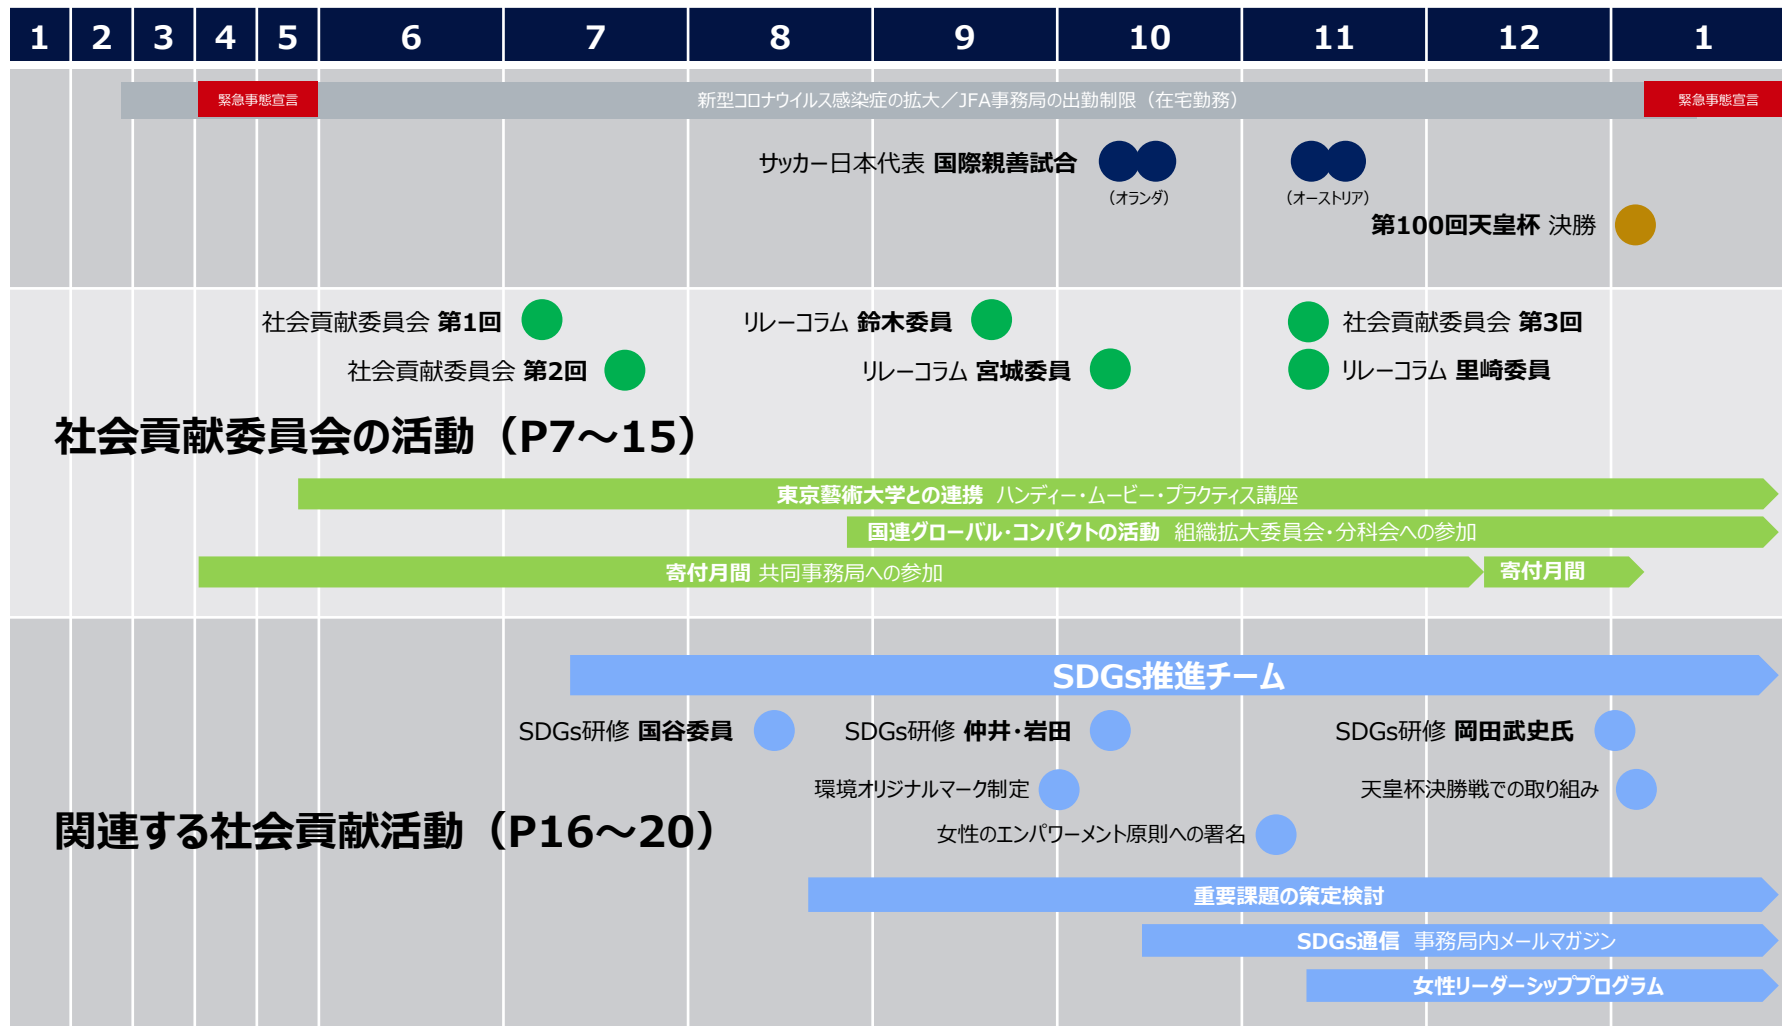 1 2 3 4 5 6 7 8 9 10 11 12 1
緊急事態宣言 新型コロナウイルス感染症の拡大／JFA事務局の出勤制限（在宅勤務） 緊急事態宣言
サッカー日本代表 国際親善試合
（オランダ） （オーストリア）
第100回天皇杯 決勝
社会貢献委員会 第1回 リレーコラム 鈴木委員 社会貢献委員会 第3回
社会貢献委員会 第2回 リレーコラム 宮城委員 リレーコラム 里崎委員
社会貢献委員会の活動（P7～15）
東京藝術大学との連携 ハンディー・ムービー・プラクティス講座
国連グローバル・コンパクトの活動 組織拡大委員会・分科会への参加
寄付月間 共同事務局への参加 寄付月間
SDGs推進チーム
SDGs研修 国谷委員 SDGs研修 仲井・岩田 SDGs研修 岡田武史氏
環境オリジナルマーク制定 天皇杯決勝戦での取り組み
関連する社会貢献活動（P16～20）
女性のエンパワーメント原則への署名
重要課題の策定検討
SDGs通信 事務局内メールマガジン
女性リーダーシッププログラム